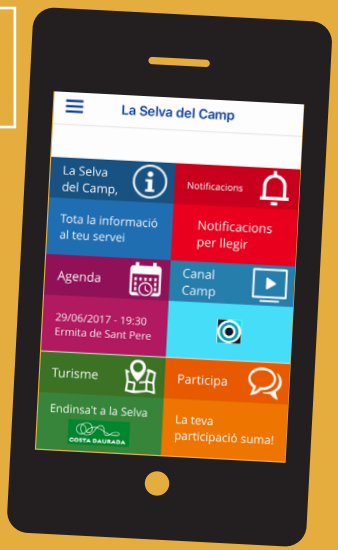 La Selva del Camp
La Selva
del Camp,
Notificacions
Tota la informació
al teu servei
Notificacions
per llegir
Agenda
Canal
Camp
29/06/2017 - 19:30
Ermita de Sant Pere
Turisme
Participa
Endinsa't a la Selva
COSTA DAURADA
La teva
participació suma!